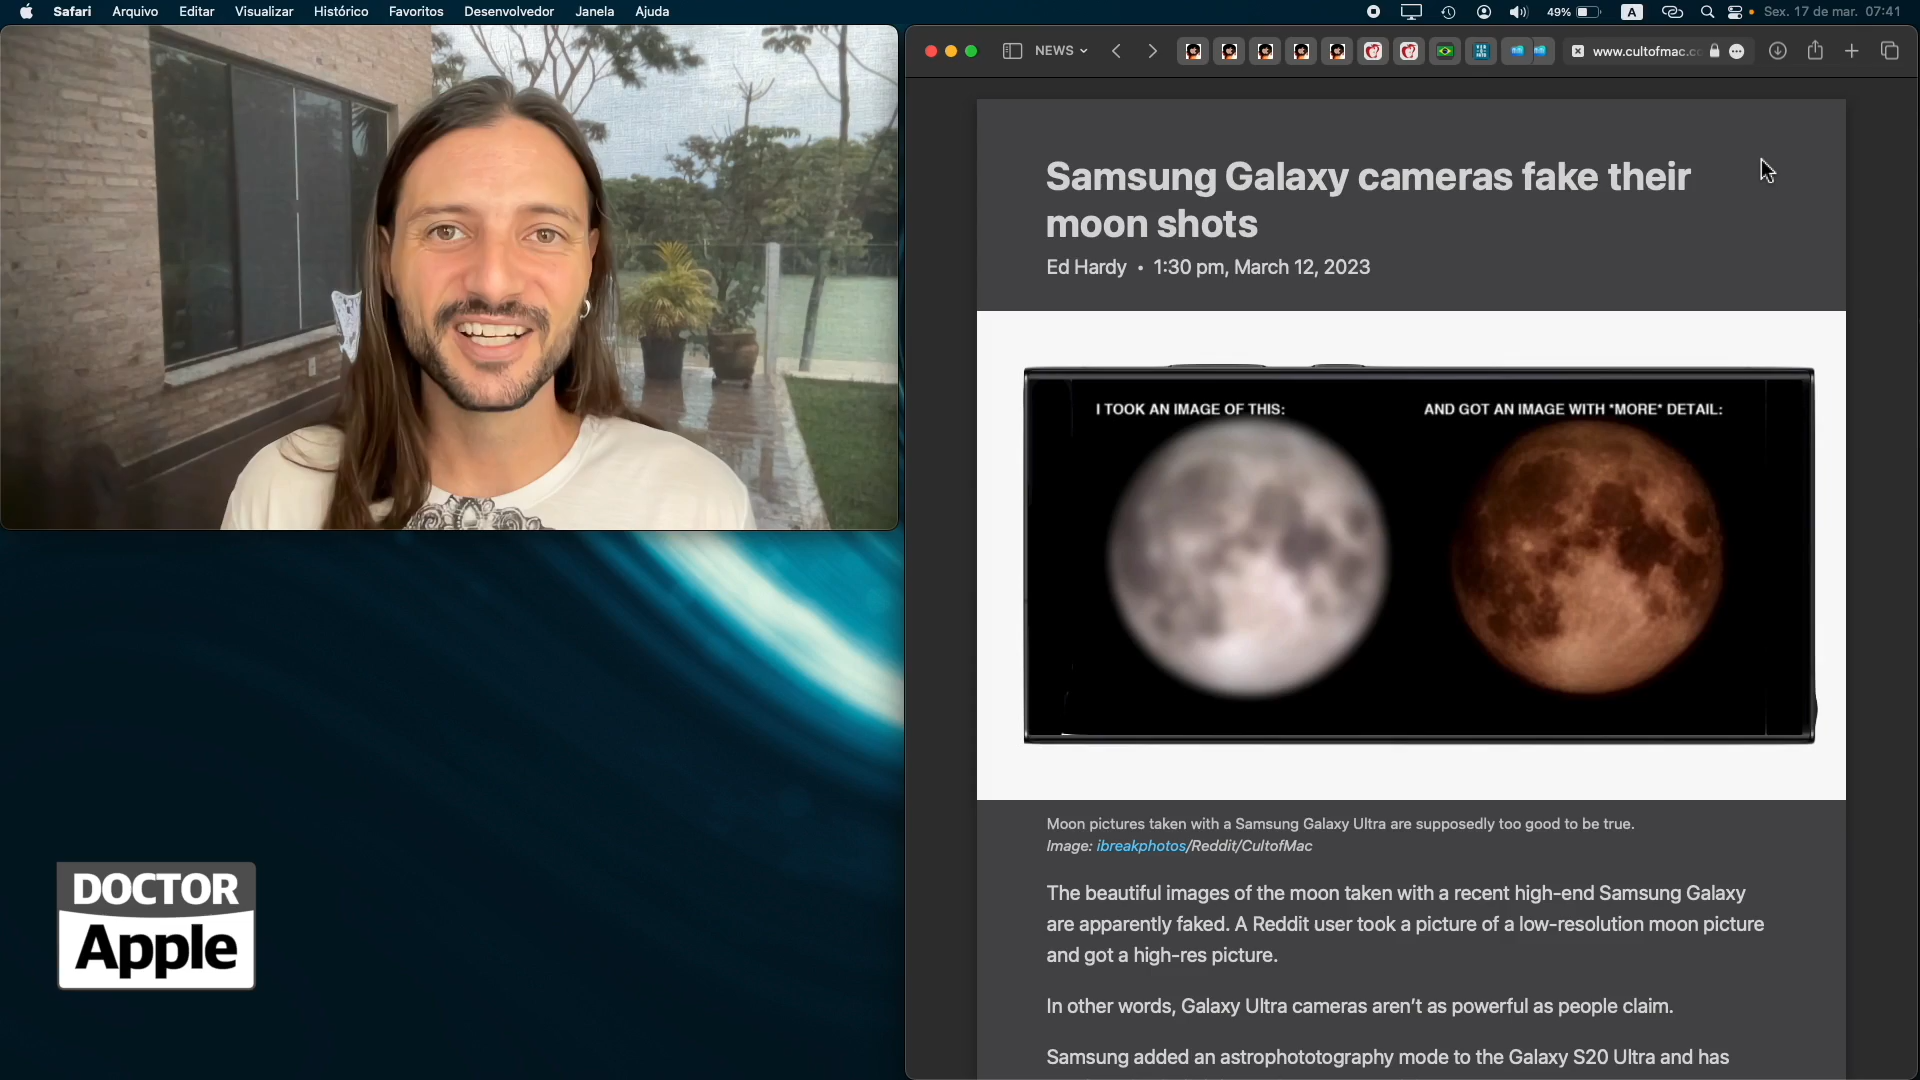 Safari Arquivo Editar Visualizar Histórico Favoritos Desenvolvedor Janela Ajuda
49% A Sex. 17 de mar. 07:41
NEWS
www.cultofmac.c
Samsung Galaxy cameras fake their
moon shots
Ed Hardy • 1:30 pm, March 12, 2023
I TOOK AN IMAGE OF THIS:
AND GOT AN IMAGE WITH *MORE* DETAIL:
Moon pictures taken with a Samsung Galaxy Ultra are supposedly too good to be true.
Image: ibreakphotos/Reddit/CultofMac
The beautiful images of the moon taken with a recent high-end Samsung Galaxy
are apparently faked. A Reddit user took a picture of a low-resolution moon picture
and got a high-res picture.
In other words, Galaxy Ultra cameras aren't as powerful as people claim.
Samsung added an astrophototography mode to the Galaxy S20 Ultra and has
DOCTOR
Apple